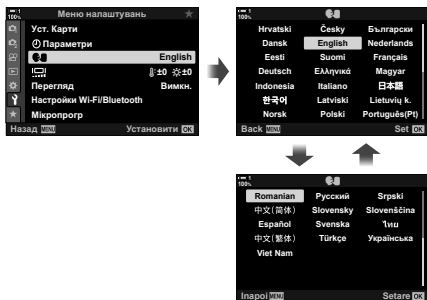 1
100%
Меню налаштувань
Уст. Карти
Параметри
English
±0 ±0
Перегляд Вимкн.
Настройки Wi-Fi/Bluetooth
Мікропрогр
Назад MENU Установити OK
1
100%
Hrvatski Česky Български
Dansk English Nederlands
Eesti Suomi Français
Deutsch Ελληνικά Magyar
Indonesia Italiano 日本語
한국어 Latviski Lietuvių k.
Norsk Polski Português(Pt)
Back MENU Set OK
1
100%
Romanian Русский Srpski
中文(简体) Slovensky Slovenščina
Español Svenska ไทย
中文(繁体) Türkçe Українська
Viet Nam
Inapoi MENU Setare OK